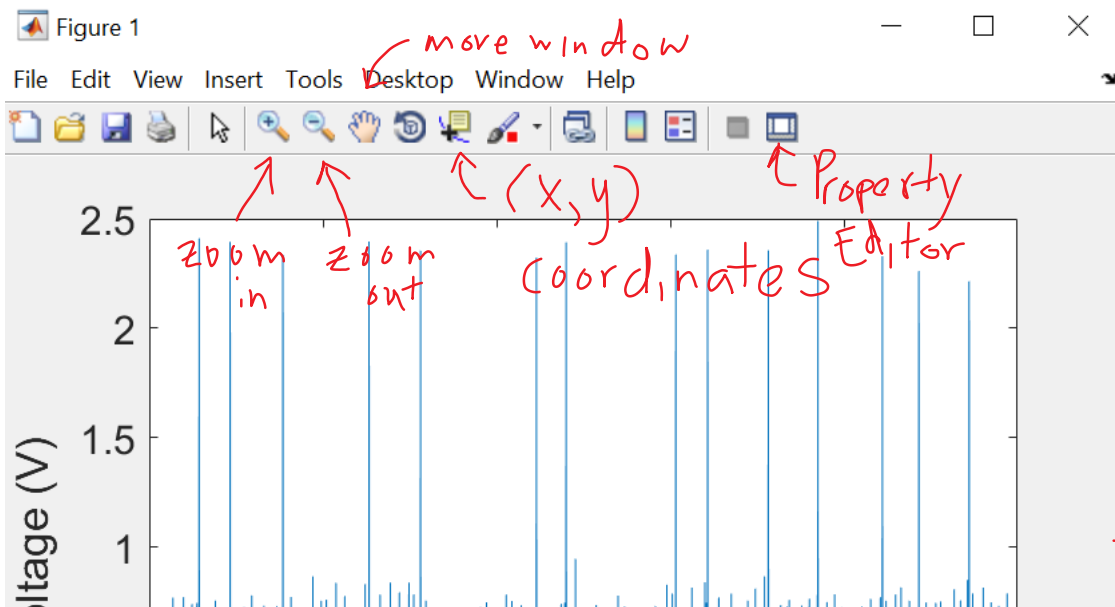 Figure 1
move window
File Edit View Insert Tools Desktop Window Help
(x,y)
coordinates
Property
Editor
zoom
in
zoom
out
2.5
2
1.5
1